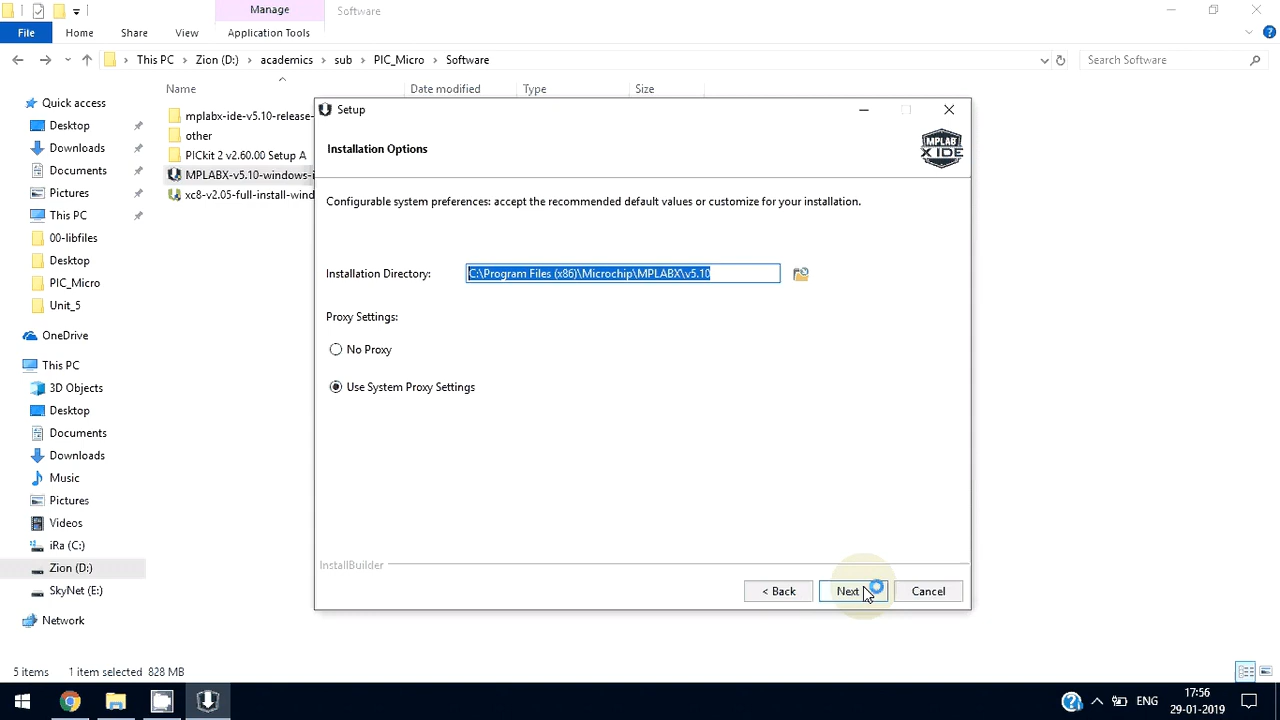 Manage
Software
File
Home
Share
View
Application Tools
This PC
Zion (D:)
academics
sub
PIC_Micro
Software
Search Software
Name
Date modified
Type
Size
Quick access
Desktop
Downloads
Documents
Pictures
This PC
00-libfiles
Desktop
PIC_Micro
Unit_5
OneDrive
This PC
3D Objects
Desktop
Documents
Downloads
Music
Pictures
Videos
iRa (C:)
Zion (D:)
SkyNet (E:)
Network
mplabx-ide-v5.10-release-
other
PICkit 2 v2.60.00 Setup A
MPLABX-v5.10-windows-i
xc8-v2.05-full-install-wind
Setup
Installation Options
MPLAB
X IDE
Configurable system preferences: accept the recommended default values or customize for your installation.
Installation Directory:
C:\Program Files (x86)\Microchip\MPLABX\v5.10
Proxy Settings:
No Proxy
Use System Proxy Settings
InstallBuilder
< Back
Next
Cancel
5 items
1 item selected 828 MB
ENG
17:56
29-01-2019